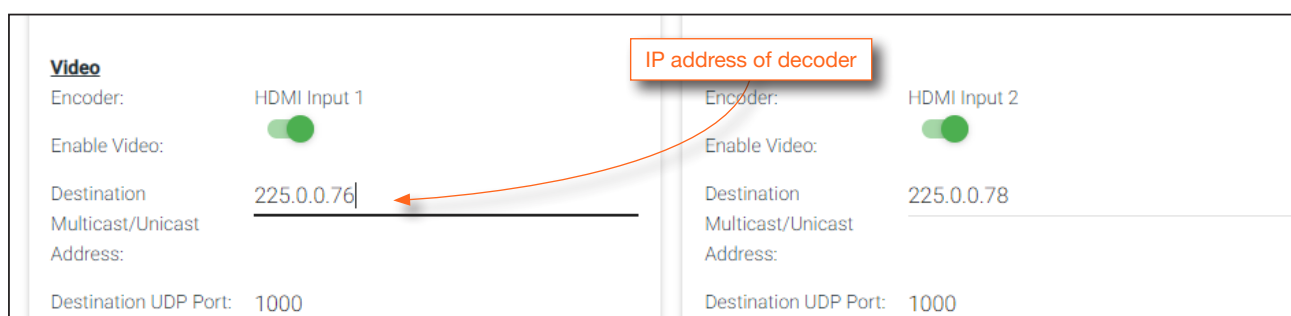 IP address of decoder
Video
Encoder: HDMI Input 1
Enable Video:
Destination 225.0.0.76
Multicast/Unicast
Address:
Destination UDP Port: 1000
Encoder: HDMI Input 2
Enable Video:
Destination 225.0.0.78
Multicast/Unicast
Address:
Destination UDP Port: 1000